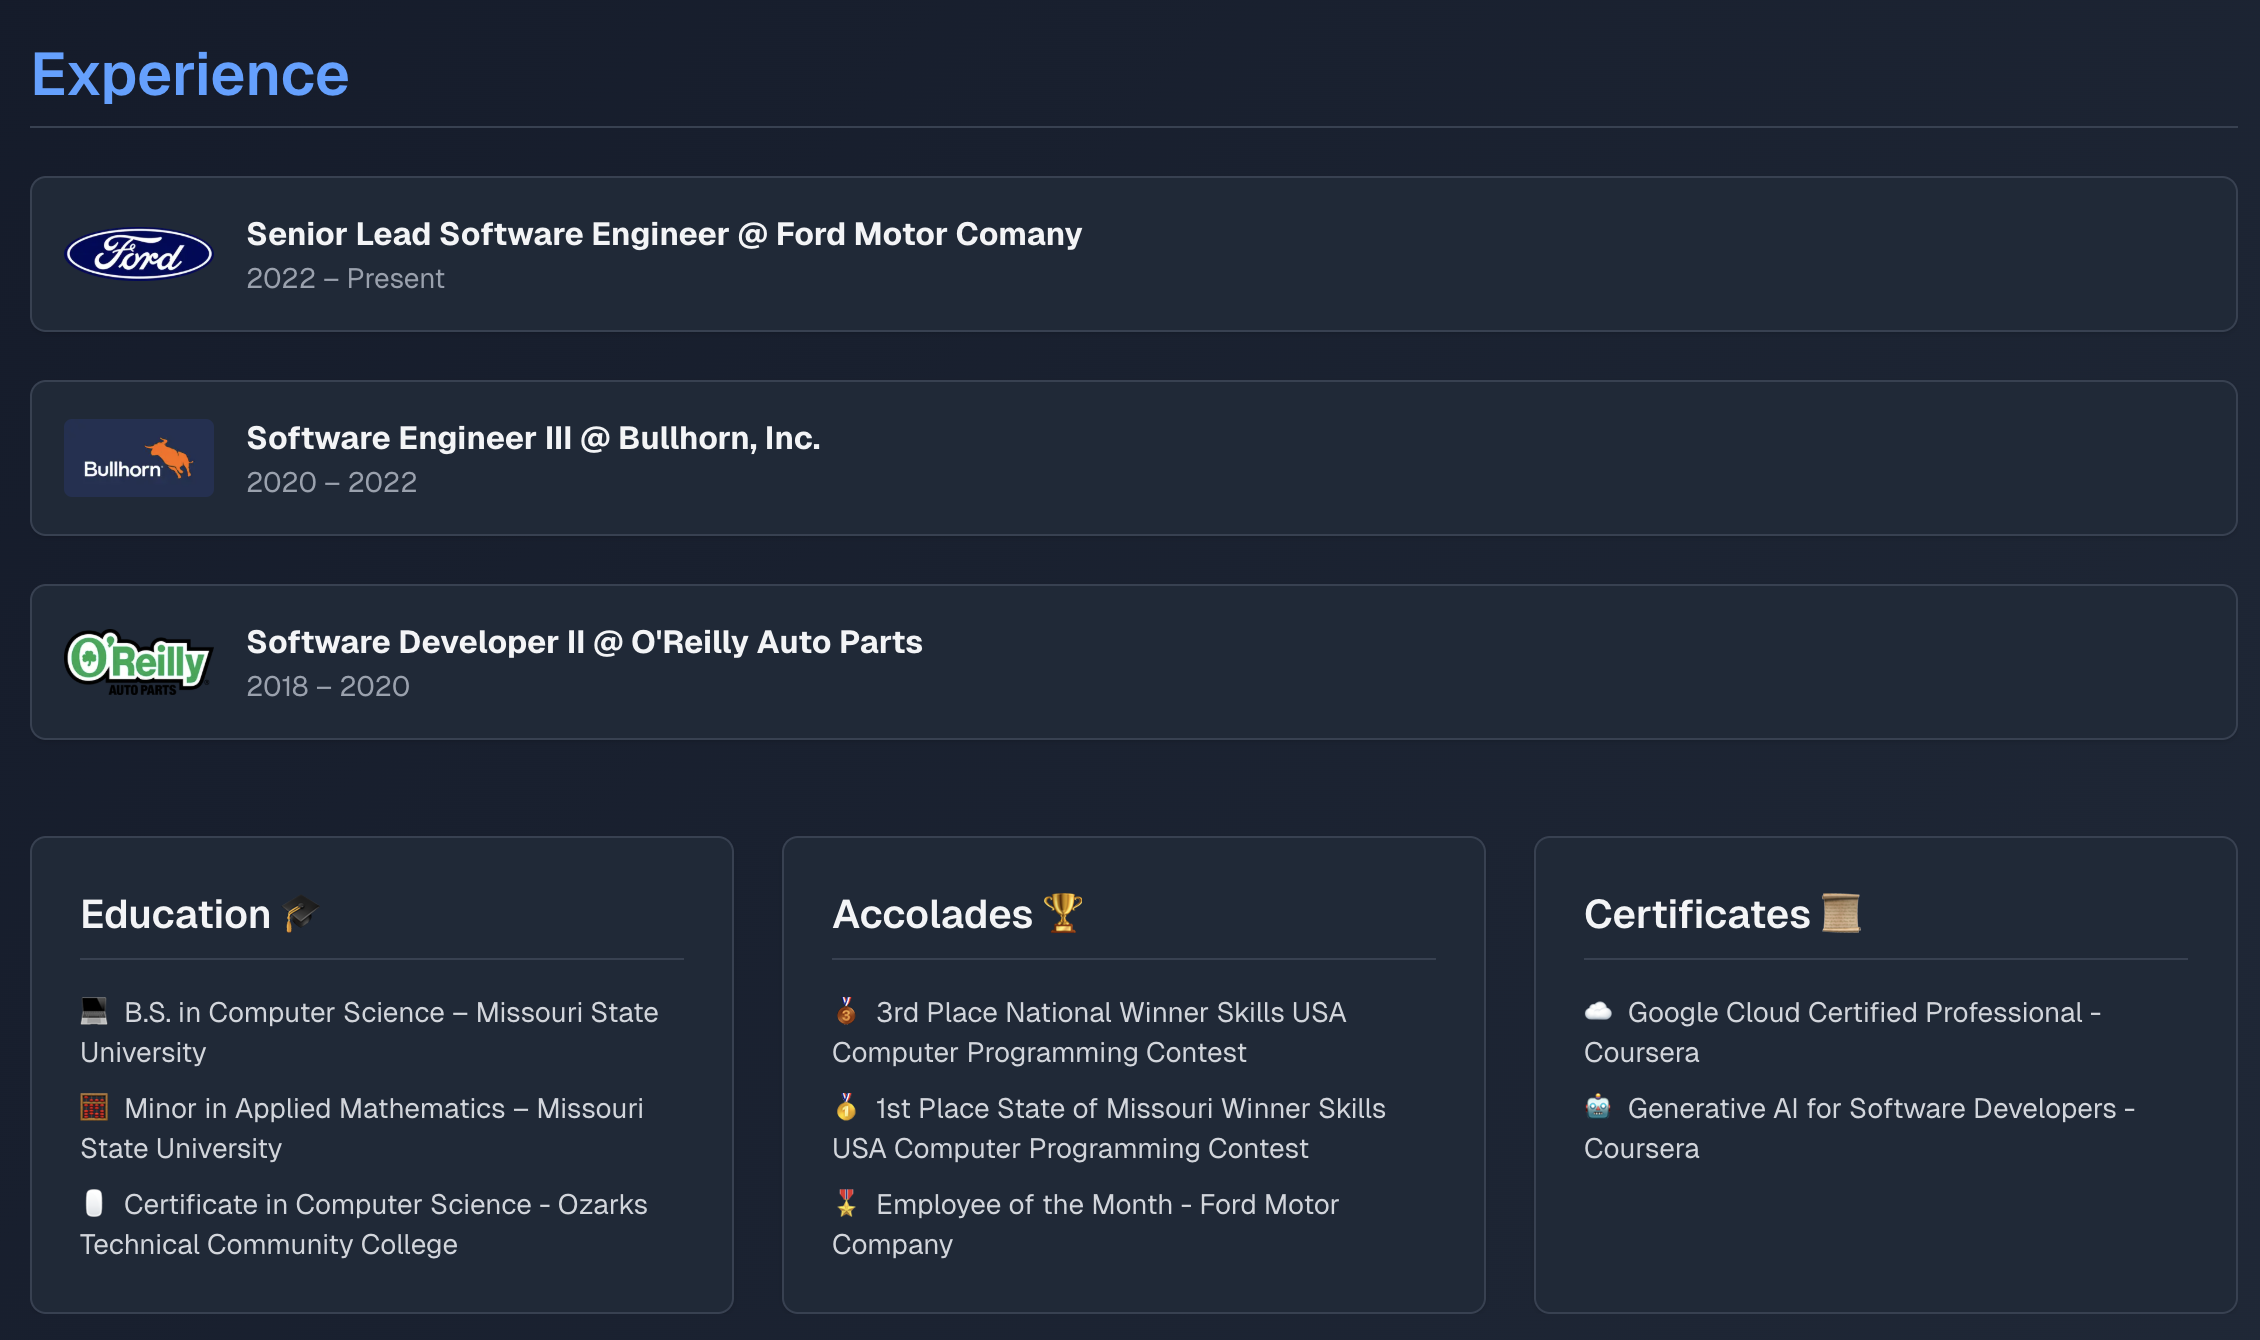 Experience
Ford
Senior Lead Software Engineer @ Ford Motor Comany
2022 – Present
Bullhorn
Software Engineer III @ Bullhorn, Inc.
2020 – 2022
O'Reilly
AUTO PARTS
Software Developer II @ O'Reilly Auto Parts
2018 – 2020
Education 🎓
💻 B.S. in Computer Science – Missouri State
University
🧮 Minor in Applied Mathematics – Missouri
State University
🖱️ Certificate in Computer Science - Ozarks
Technical Community College
Accolades 🏆
🥉 3rd Place National Winner Skills USA
Computer Programming Contest
🥇 1st Place State of Missouri Winner Skills
USA Computer Programming Contest
🎖️ Employee of the Month - Ford Motor
Company
Certificates 📜
☁️ Google Cloud Certified Professional -
Coursera
🤖 Generative AI for Software Developers -
Coursera